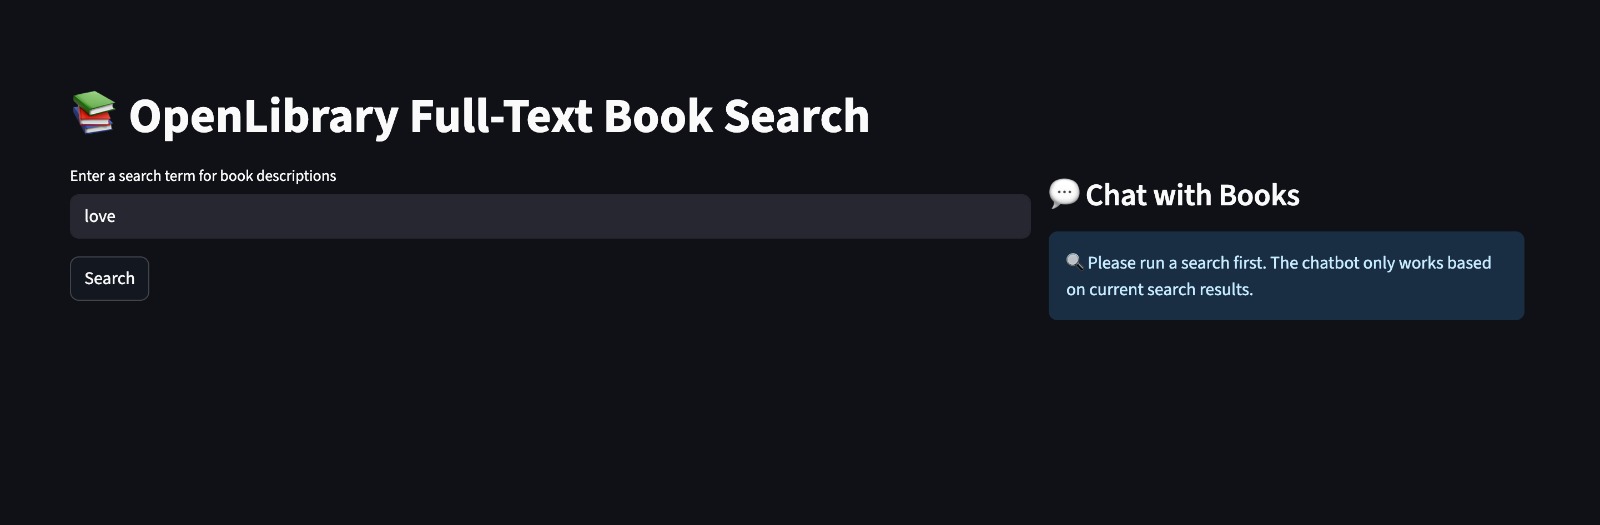 OpenLibrary Full-Text Book Search
Enter a search term for book descriptions
love
Search
Chat with Books
Please run a search first. The chatbot only works based
on current search results.